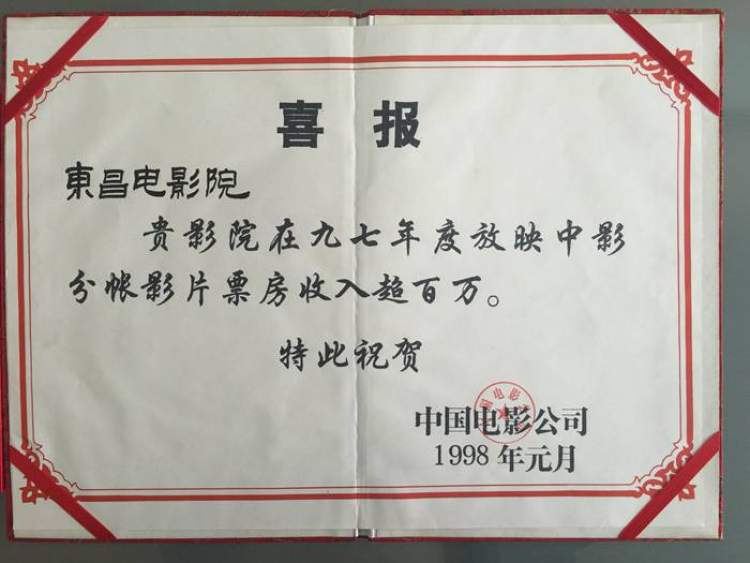 喜报
東昌电影院
贵影院在九七年度放映中影
分帐影片票房收入超百万。
特此祝贺
中国电影公司
1998年元月